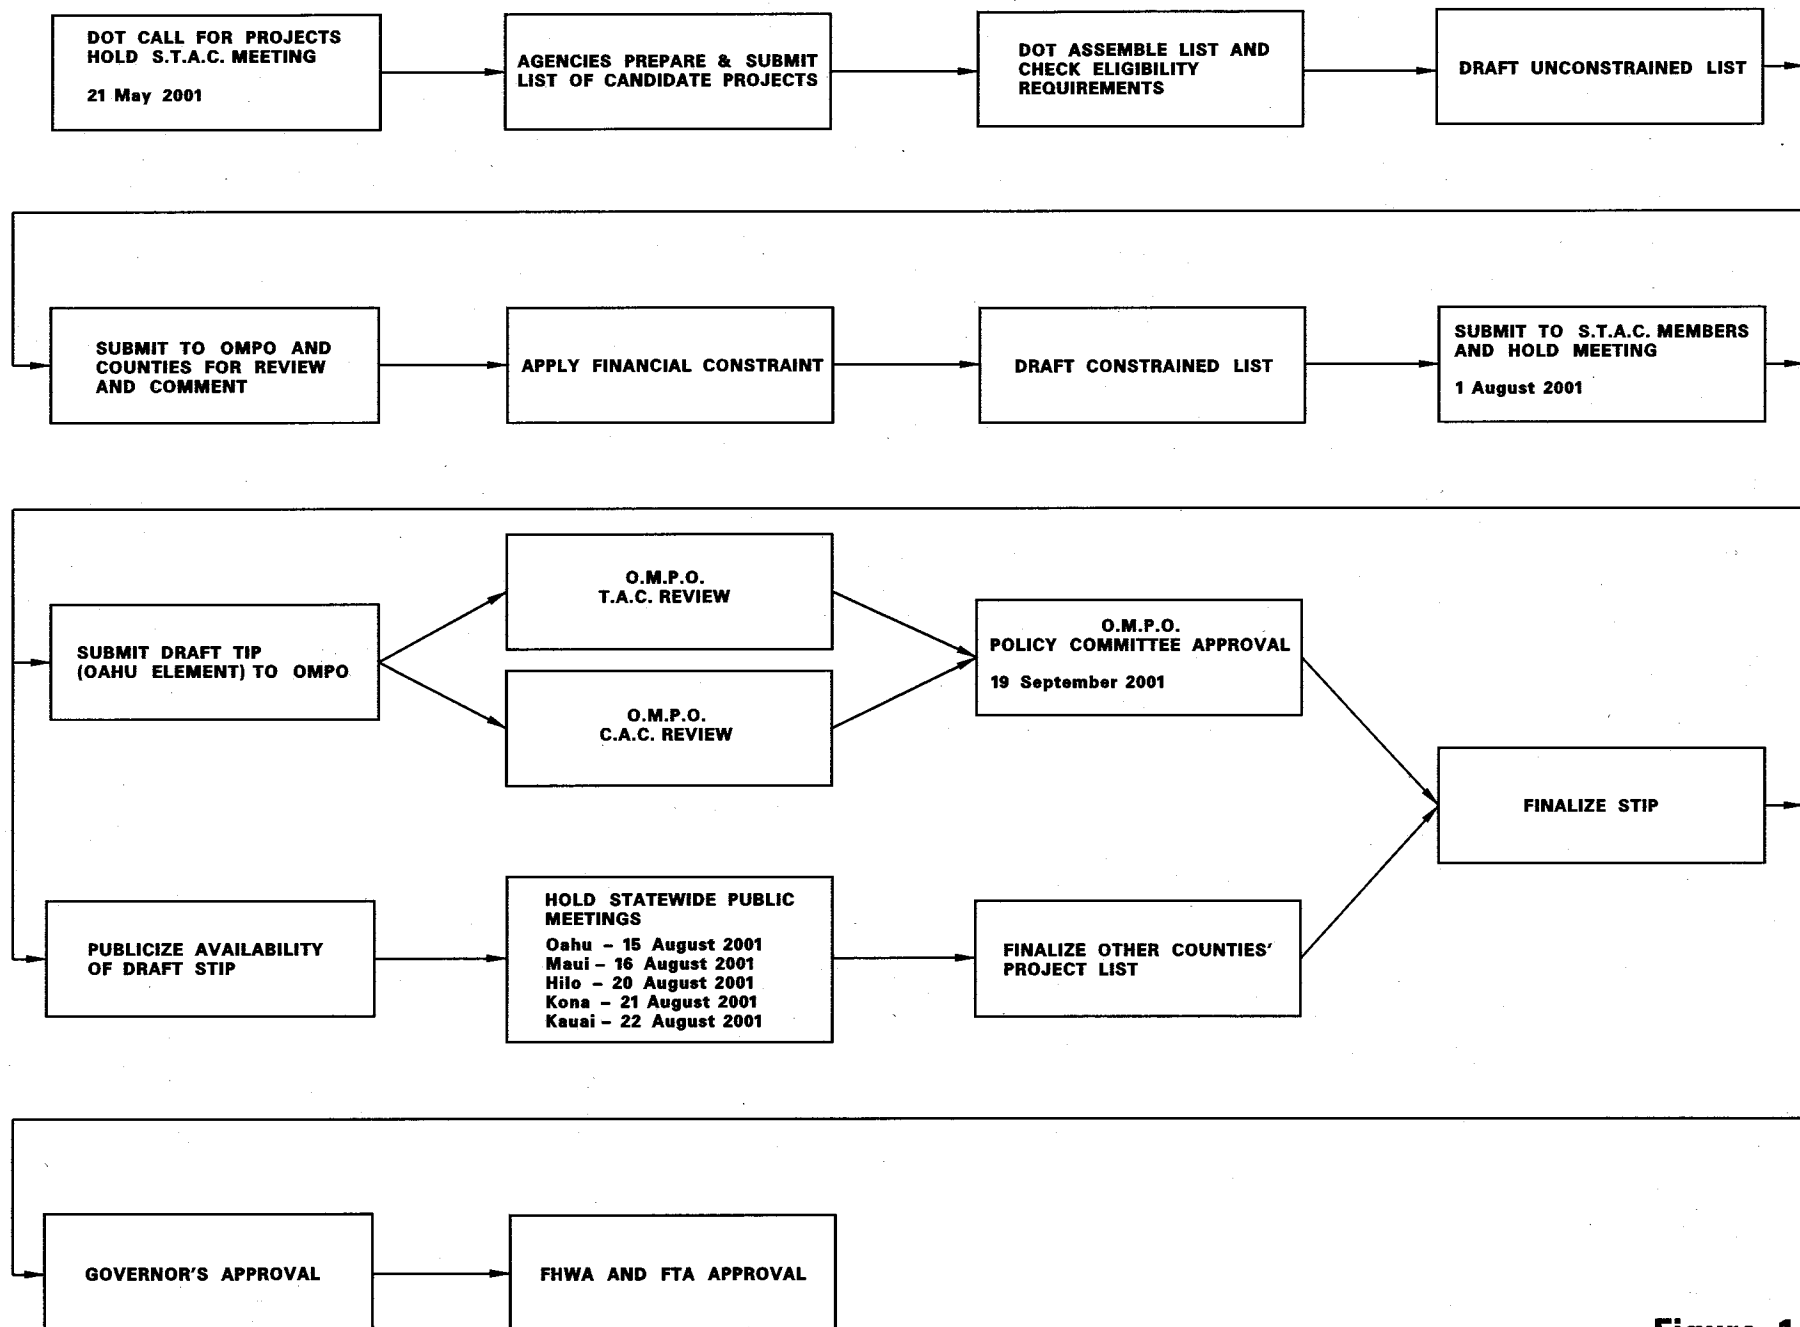 DOT CALL FOR PROJECTS
HOLD S.T.A.C. MEETING
21 May 2001
AGENCIES PREPARE & SUBMIT
LIST OF CANDIDATE PROJECTS
DOT ASSEMBLE LIST AND
CHECK ELIGIBILITY
REQUIREMENTS
DRAFT UNCONSTRAINED LIST
SUBMIT TO OMPO AND
COUNTIES FOR REVIEW
AND COMMENT
APPLY FINANCIAL CONSTRAINT
DRAFT CONSTRAINED LIST
SUBMIT TO S.T.A.C. MEMBERS
AND HOLD MEETING
1 August 2001
SUBMIT DRAFT TIP
(OAHU ELEMENT) TO OMPO
O.M.P.O.
T.A.C. REVIEW
O.M.P.O.
C.A.C. REVIEW
O.M.P.O.
POLICY COMMITTEE APPROVAL
19 September 2001
FINALIZE STIP
PUBLICIZE AVAILABILITY
OF DRAFT STIP
HOLD STATEWIDE PUBLIC
MEETINGS
Oahu – 15 August 2001
Maui – 16 August 2001
Hilo – 20 August 2001
Kona – 21 August 2001
Kauai – 22 August 2001
FINALIZE OTHER COUNTIES'
PROJECT LIST
GOVERNOR'S APPROVAL
FHWA AND FTA APPROVAL
Figure 1